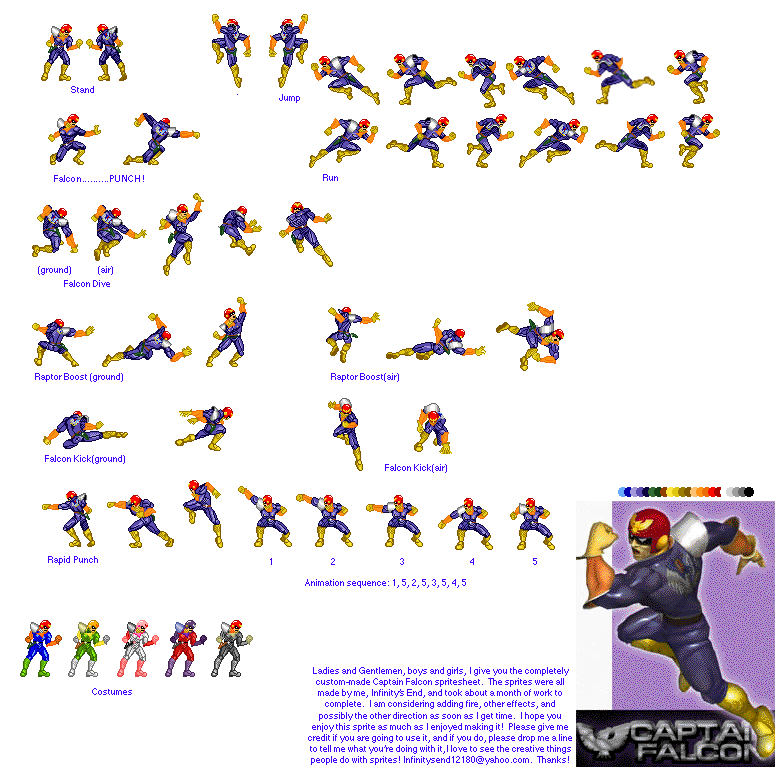 Stand
Jump
Falcon..........PUNCH!
Run
(ground) (air)
Falcon Dive
Raptor Boost (ground)
Raptor Boost(air)
Falcon Kick(ground)
Falcon Kick(air)
Rapid Punch
1 2 3 4 5
Animation sequence: 1, 5, 2, 5, 3, 5, 4, 5
Costumes
Ladies and Gentlemen, boys and girls, I give you the completely
custom-made Captain Falcon spritesheet. The sprites were all
made by me, Infinity's End, and took about a month of work to
complete. I am considering adding fire, other effects, and
possibly the other direction as soon as I get time. I hope you
enjoy this sprite as much as I enjoyed making it! Please give me
credit if you are going to use it, and if you do, please drop me a line
to tell me what you're doing with it, I love to see the creative things
people do with sprites! Infinitysend12180@yahoo.com. Thanks!
CAPTAI
FALCON